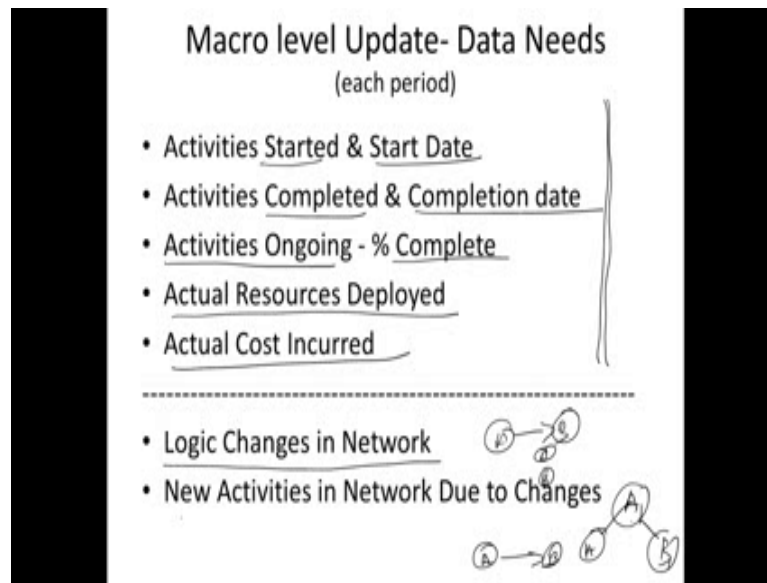 Macro level Update- Data Needs
(each period)
• Activities Started & Start Date
• Activities Completed & Completion date
• Activities Ongoing - % Complete
• Actual Resources Deployed
• Actual Cost Incurred
• Logic Changes in Network
• New Activities in Network Due to Changes
A
A B